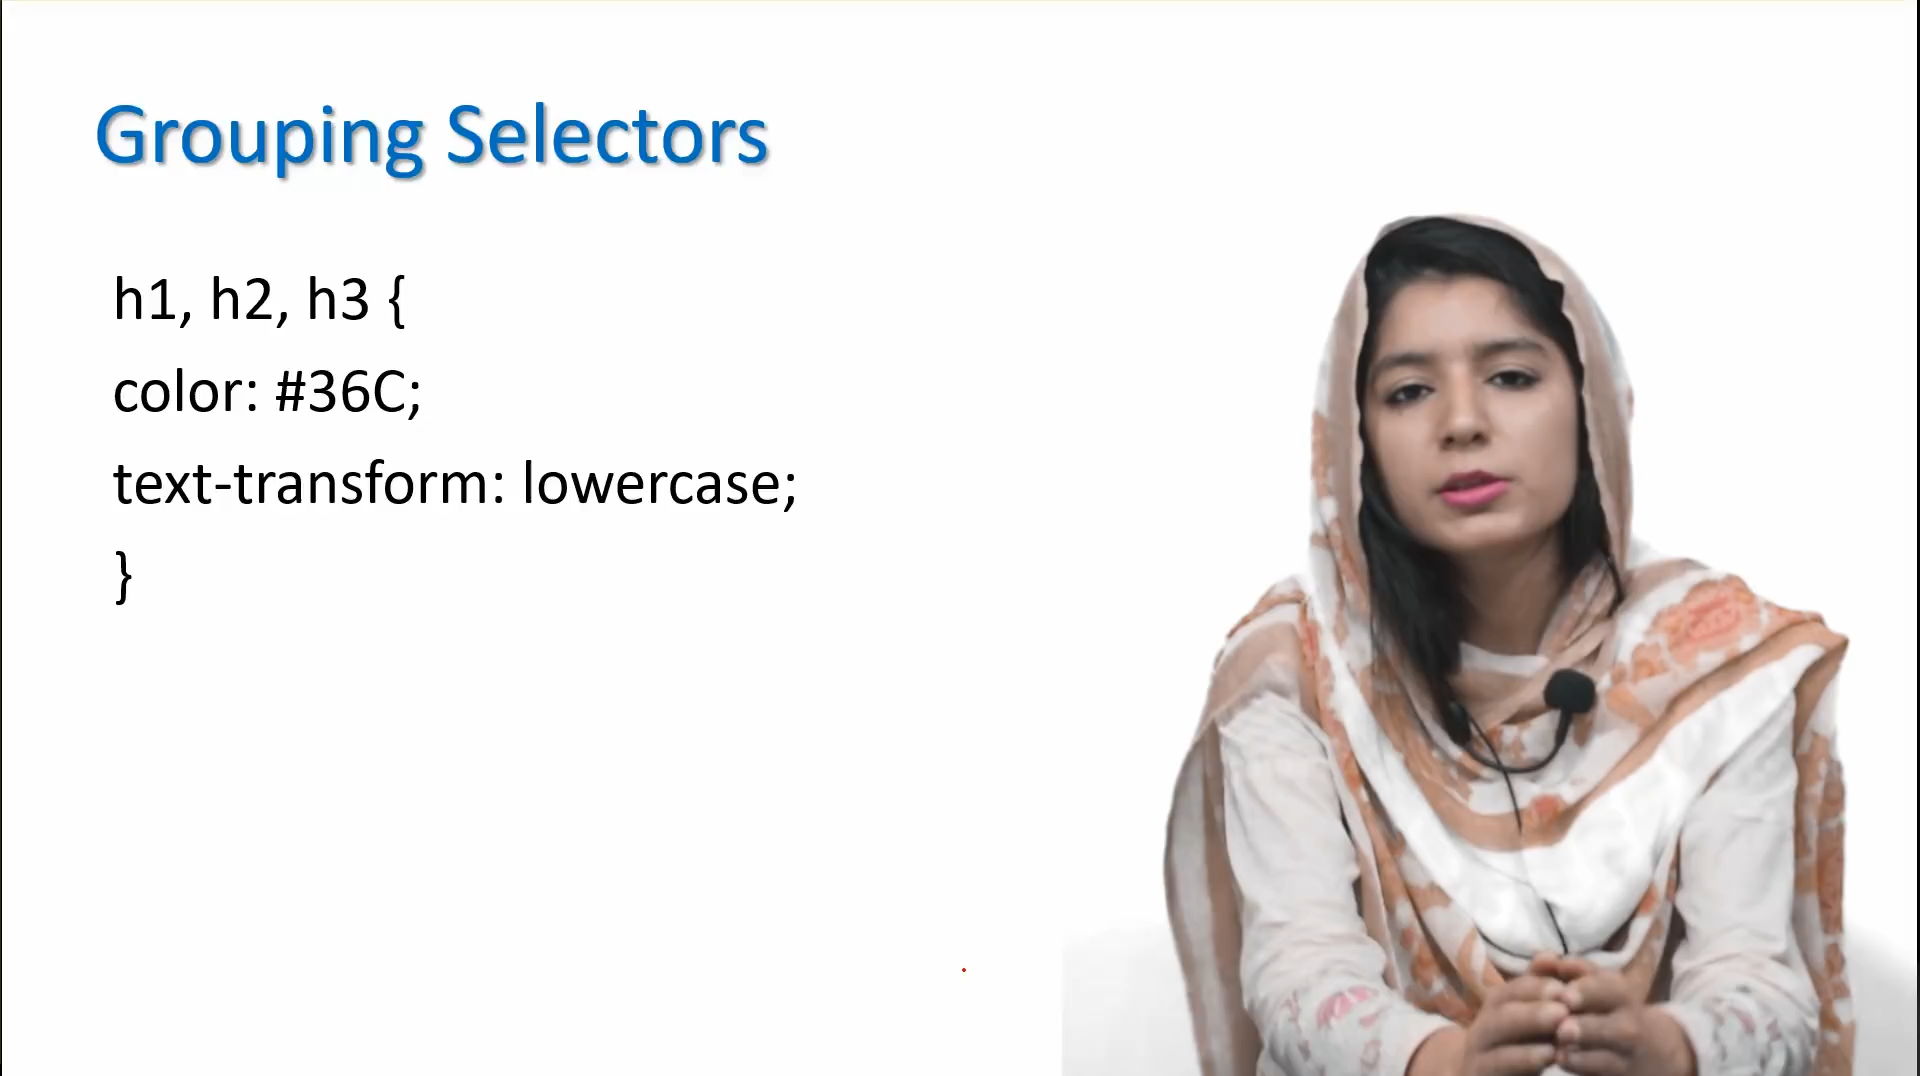 Grouping Selectors
h1, h2, h3 {
color: #36C;
text-transform: lowercase;
}